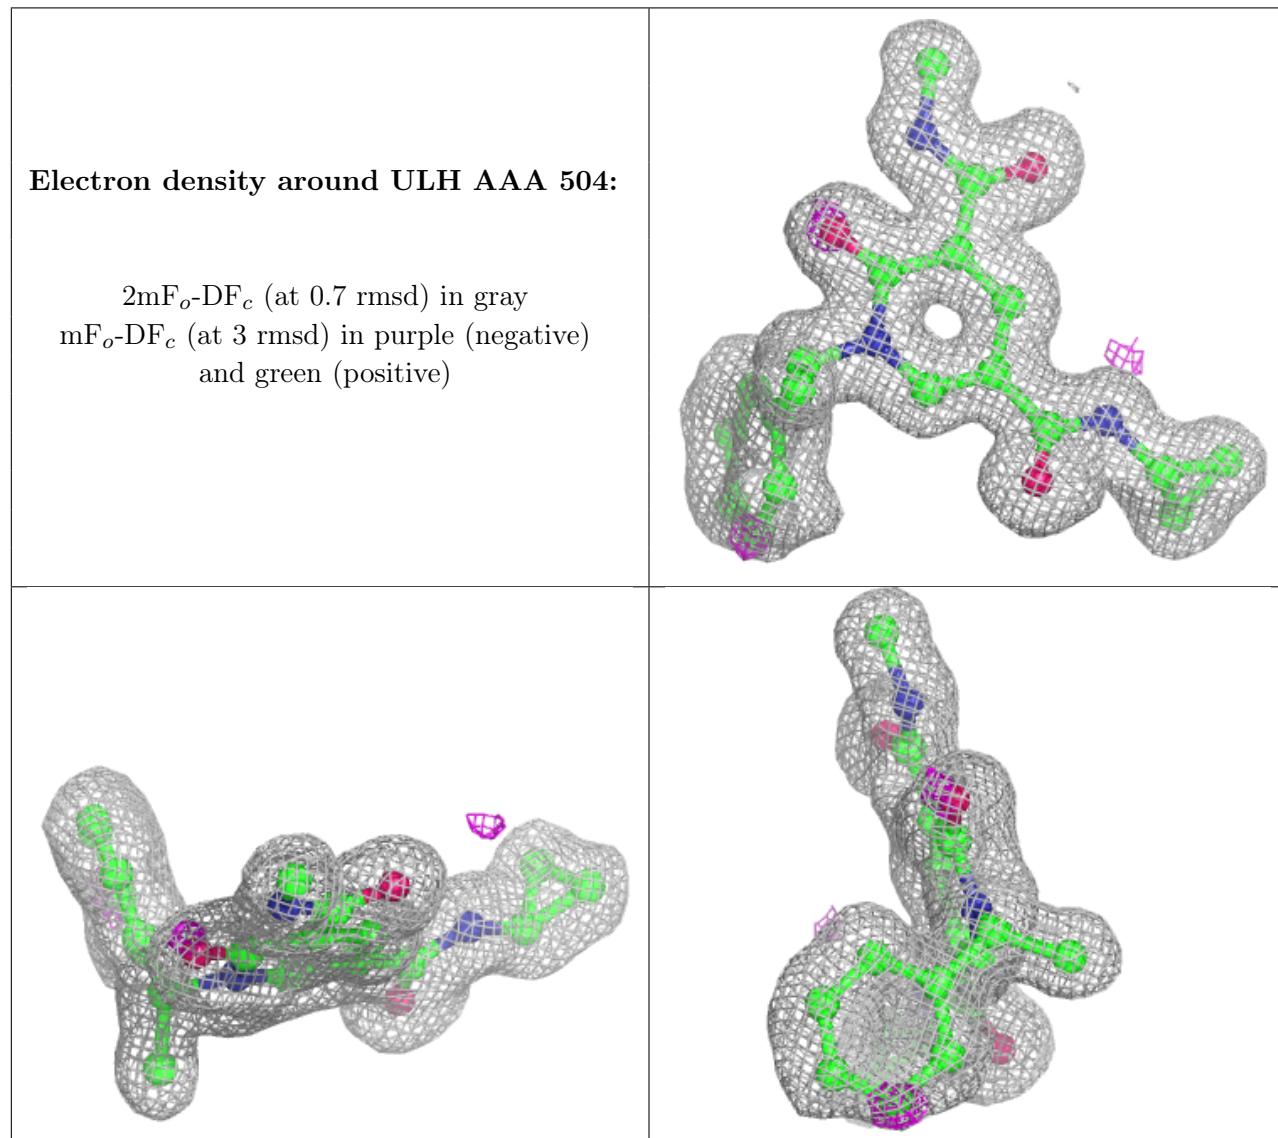 Electron density around ULH AAA 504:
2mFo-DFc (at 0.7 rmsd) in gray
mFo-DFc (at 3 rmsd) in purple (negative)
and green (positive)